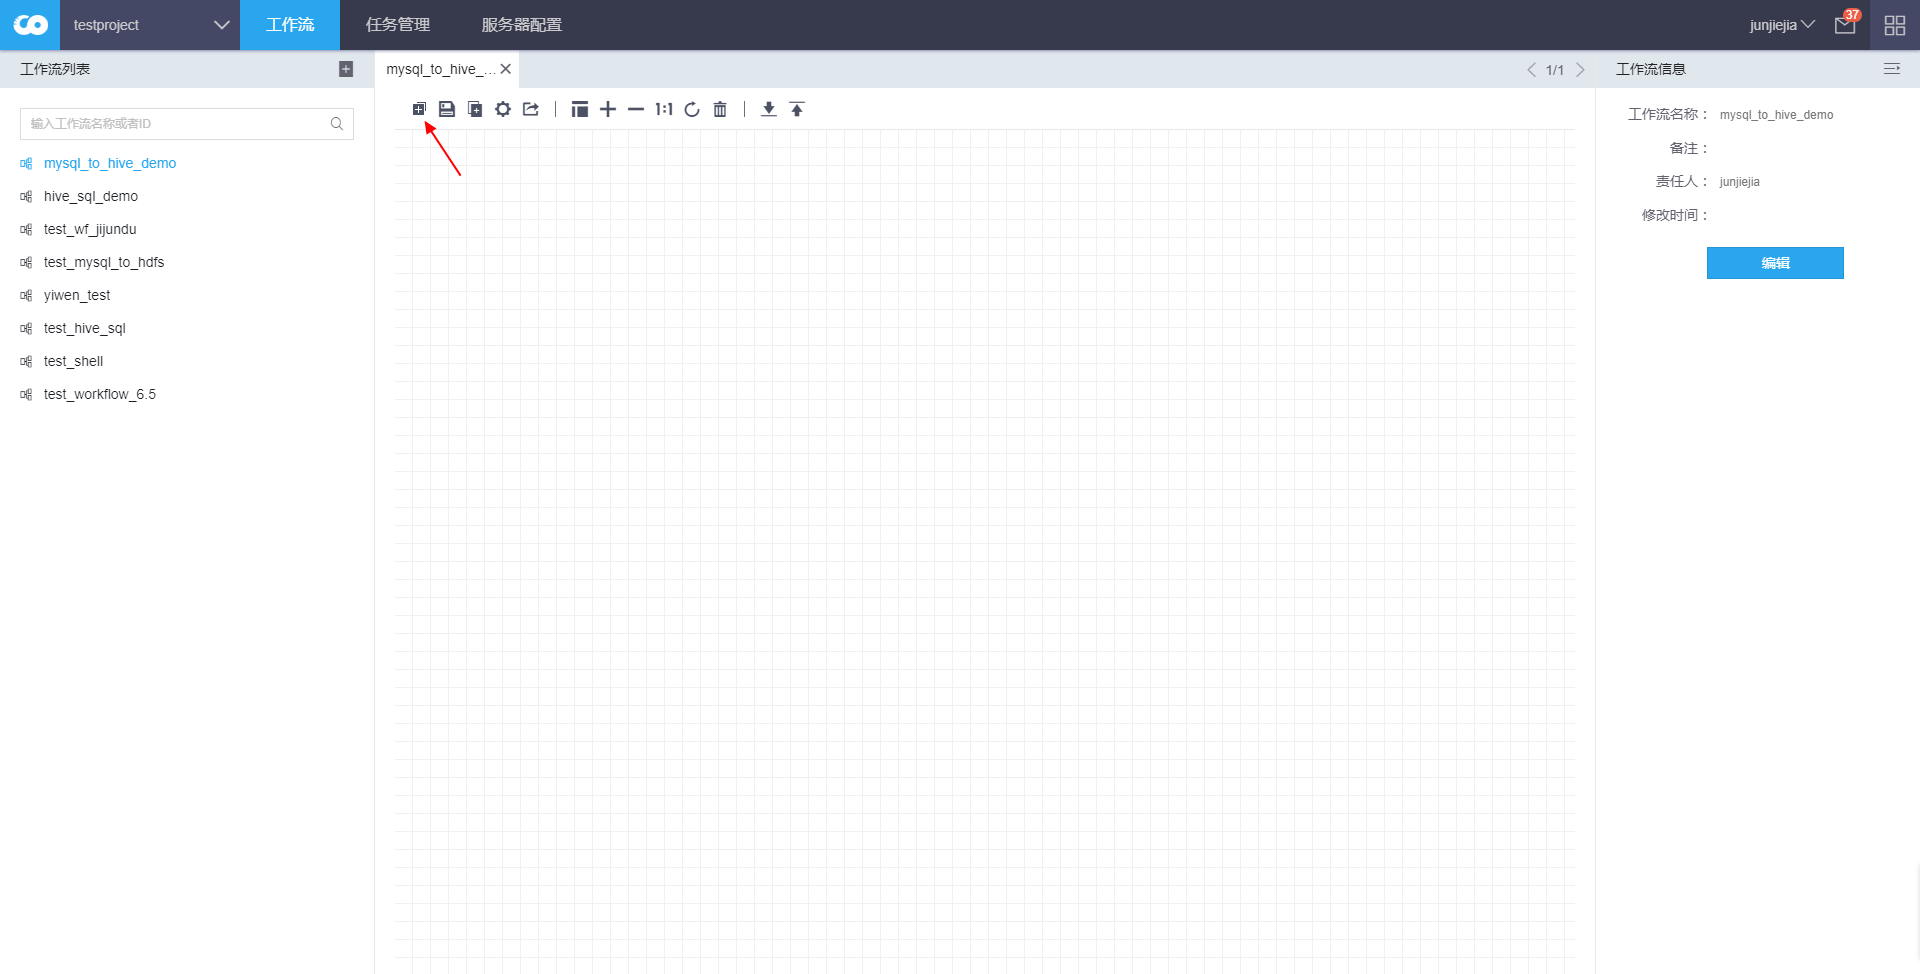 testproject
工作流
任务管理
服务器配置
junjiejia
37
工作流列表
mysql_to_hive_...
1/1
工作流信息
1:1
输入工作流名称或者ID
mysql_to_hive_demo
hive_sql_demo
test_wf_jijundu
test_mysql_to_hdfs
yiwen_test
test_hive_sql
test_shell
test_workflow_6.5
工作流名称： mysql_to_hive_demo
备注：
责任人： junjiejia
修改时间：
编辑